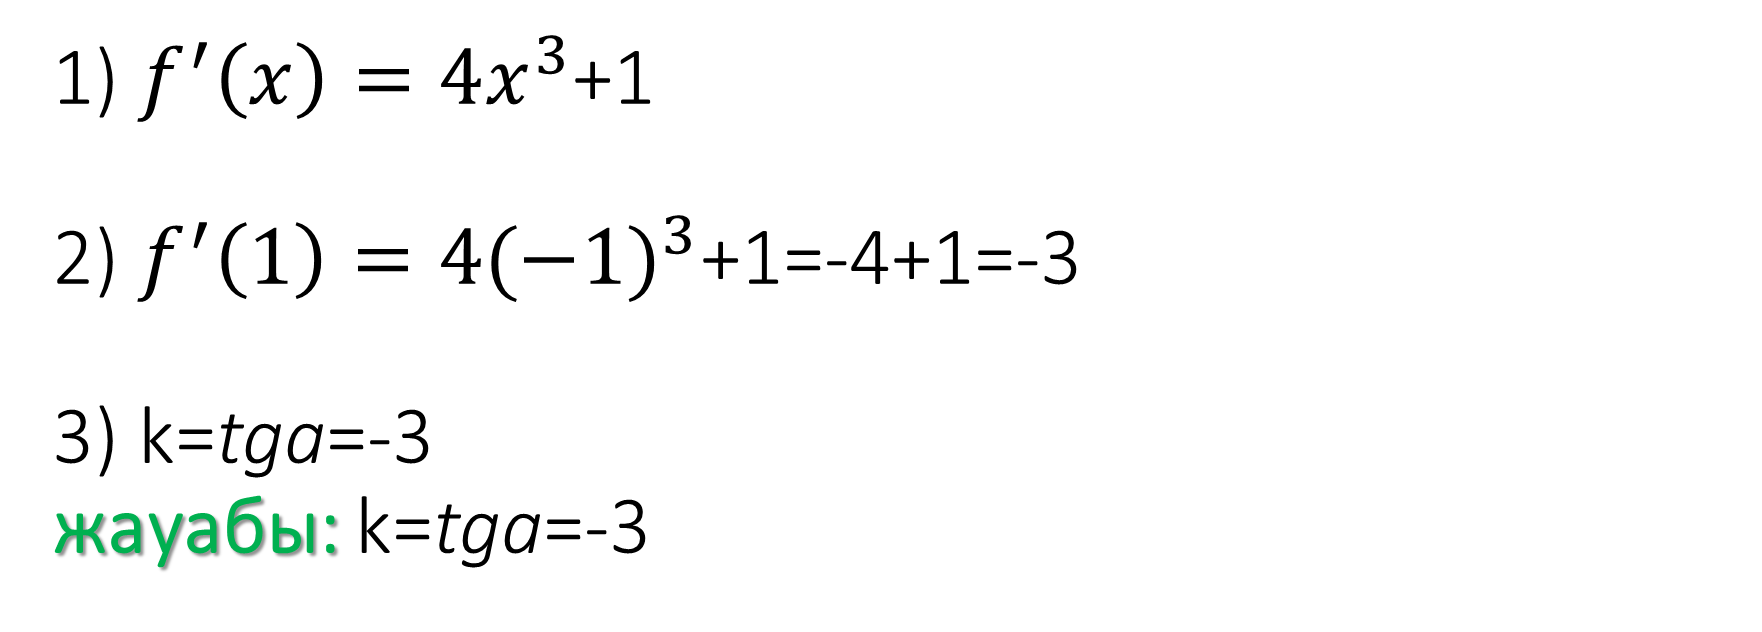 1) f′(x) = 4x³+1
2) f′(1) = 4(−1)³+1=-4+1=-3
3) k=tga=-3
жауабы: k=tga=-3